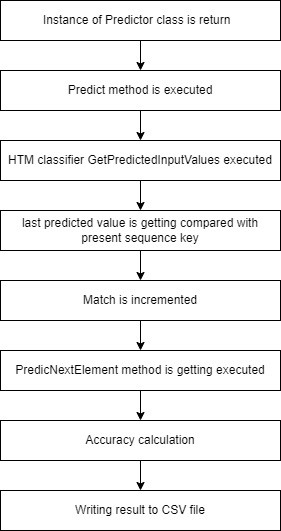 Instance of Predictor class is return
Predict method is executed
HTM classifier GetPredictedInputValues executed
last predicted value is getting compared with
present sequence key
Match is incremented
PredicNextElement method is getting executed
Accuracy calculation
Writing result to CSV file